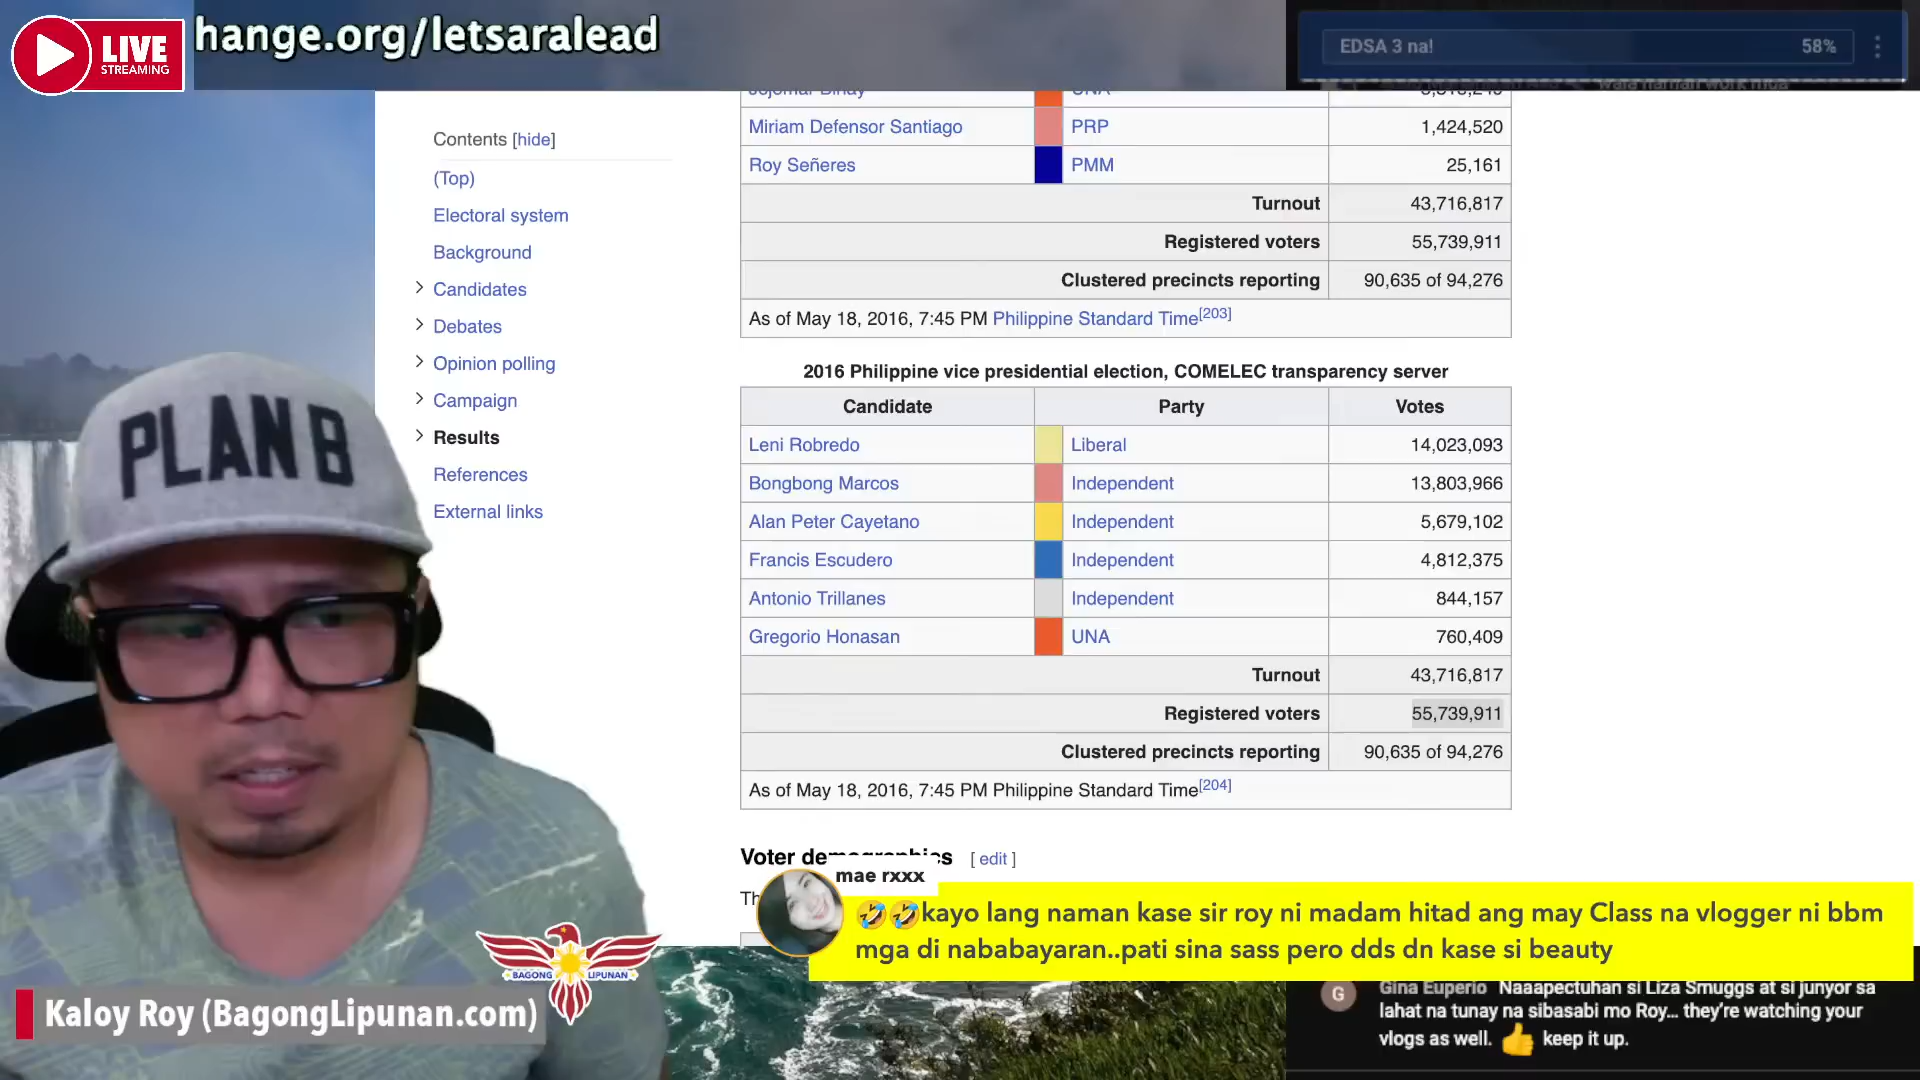 LIVE
STREAMING
hange.org/letsaralead
EDSA 3 na! 58%
Contents [hide]
(Top)
Electoral system
Background
Candidates
Debates
Opinion polling
Campaign
Results
References
External links
Jejomar Binay UNA
Miriam Defensor Santiago PRP 1,424,520
Roy Señeres PMM 25,161
Turnout 43,716,817
Registered voters 55,739,911
Clustered precincts reporting 90,635 of 94,276
As of May 18, 2016, 7:45 PM Philippine Standard Time[203]
2016 Philippine vice presidential election, COMELEC transparency server
Candidate Party Votes
Leni Robredo Liberal 14,023,093
Bongbong Marcos Independent 13,803,966
Alan Peter Cayetano Independent 5,679,102
Francis Escudero Independent 4,812,375
Antonio Trillanes Independent 844,157
Gregorio Honasan UNA 760,409
Turnout 43,716,817
Registered voters 55,739,911
Clustered precincts reporting 90,635 of 94,276
As of May 18, 2016, 7:45 PM Philippine Standard Time[204]
Voter demographics [ edit ]
Th
PLAN B
mae rxxx
🤣🤣kayo lang naman kase sir roy ni madam hitad ang may Class na vlogger ni bbm
mga di nababayaran..pati sina sass pero dds dn kase si beauty
BAGONG LIPUNAN
Kaloy Roy (BagongLipunan.com)
G
Gina Euperio Naaapectuhan si Liza Smuggs at si junyor sa
lahat na tunay na sibasabi mo Roy... they're watching your
vlogs as well. 👍 keep it up.